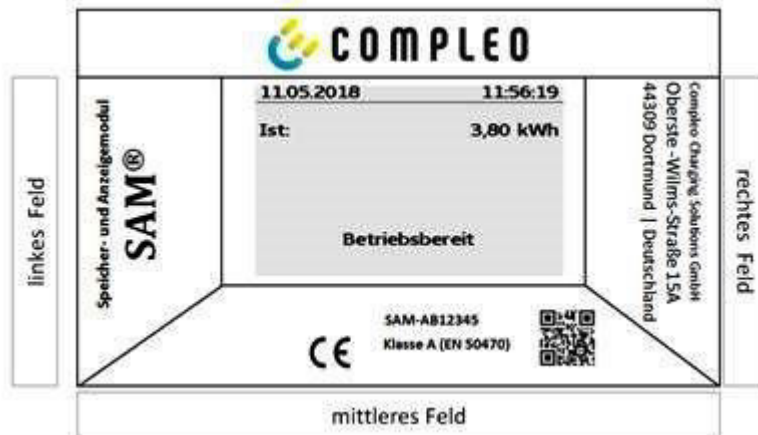 COMPLEO
linkes Feld
Speicher- und Anzeigemodul
SAM®
11.05.2018 11:56:19
Ist: 3,80 kWh
Betriebsbereit
Compleo Charging Solutions GmbH
Oberste -Wilms-Straße 15A
44309 Dortmund | Deutschland
rechtes Feld
CE
SAM-AB12345
Klasse A (EN 50470)
mittleres Feld